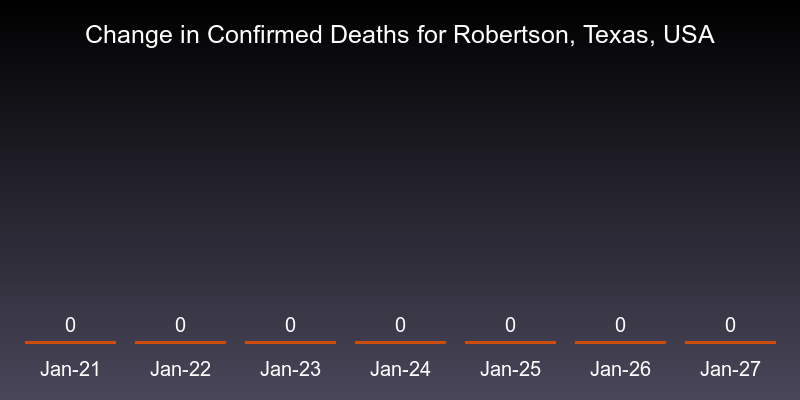 Change in Confirmed Deaths for Robertson, Texas, USA
0 0 0 0 0 0 0
Jan-21 Jan-22 Jan-23 Jan-24 Jan-25 Jan-26 Jan-27